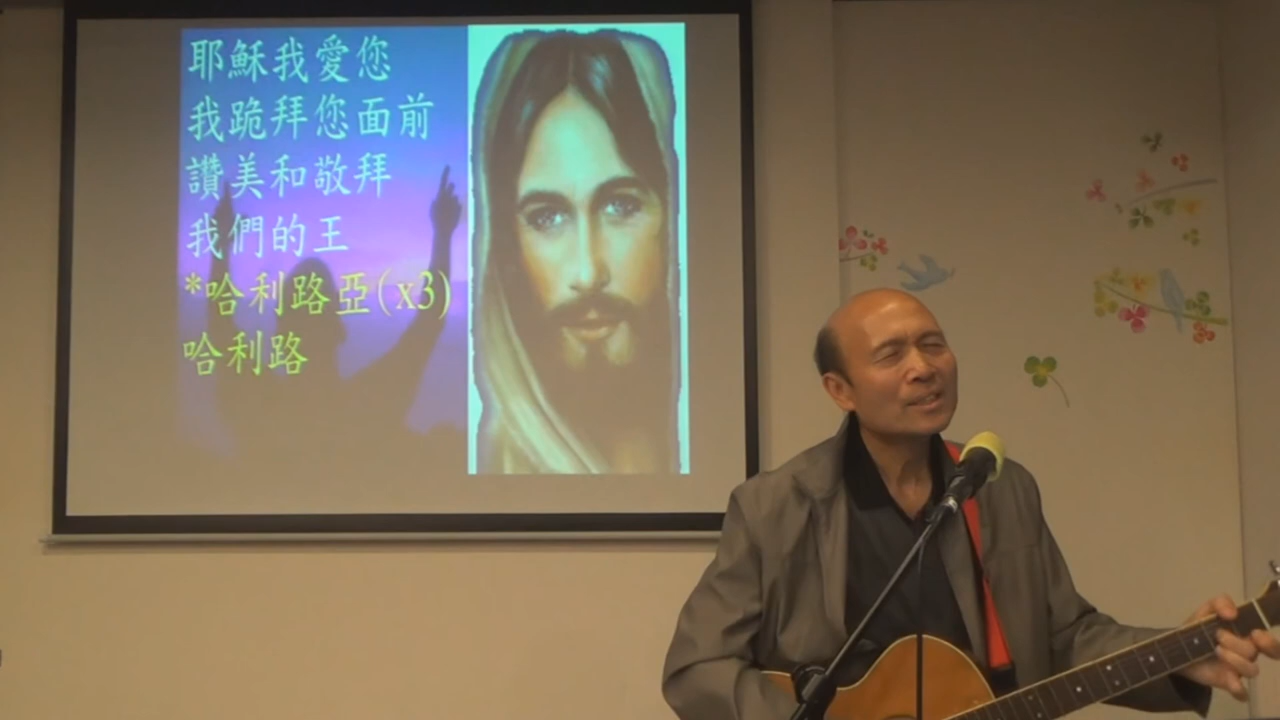 耶穌我愛您
我跪拜您面前
讚美和敬拜
我們的王
*哈利路亞(x3)
哈利路